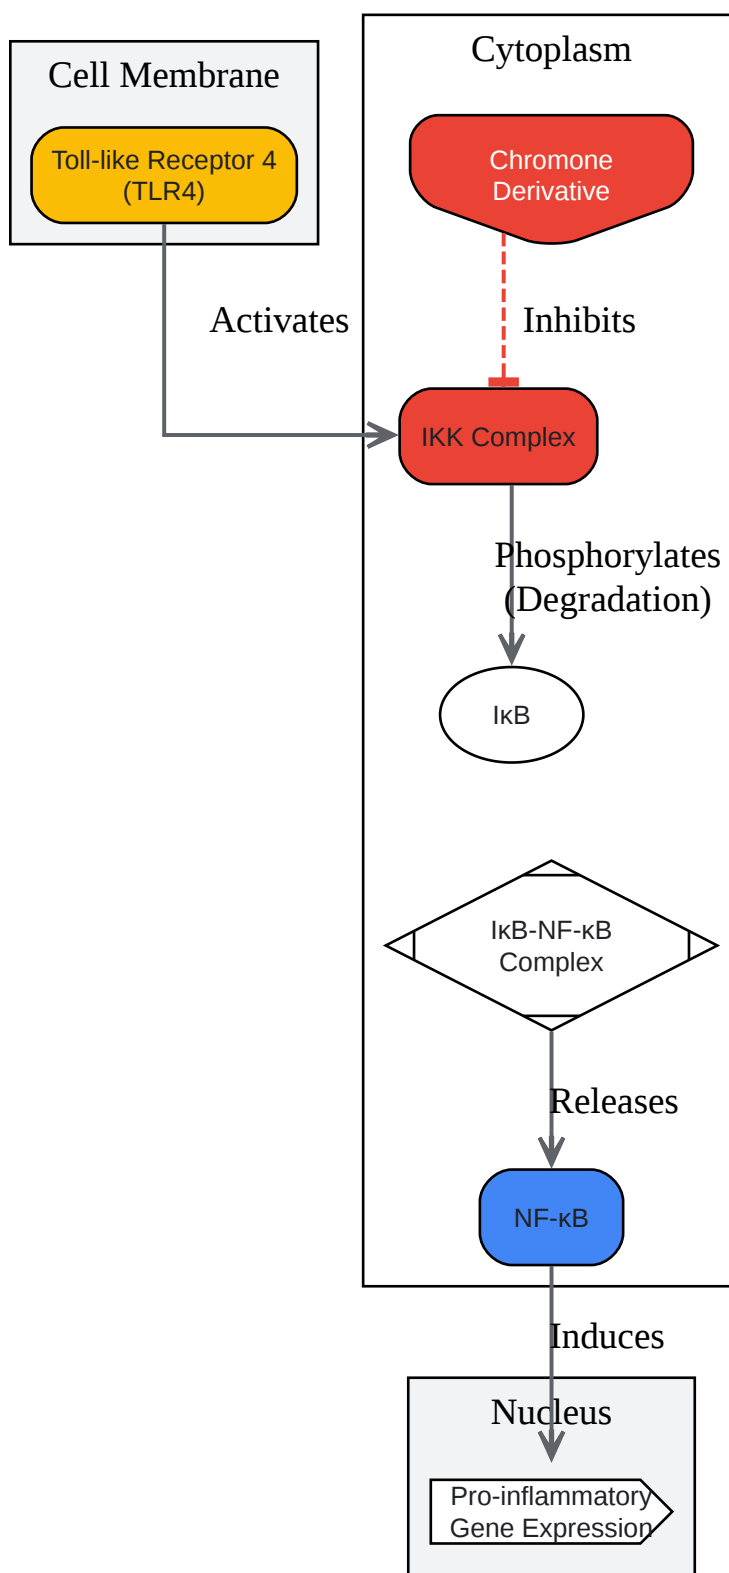 Cell Membrane
Toll-like Receptor 4
(TLR4)
Cytoplasm
Chromone
Derivative
Activates
Inhibits
IKK Complex
Phosphorylates
(Degradation)
IκB
IκB-NF-κB
Complex
Releases
NF-κB
Induces
Nucleus
Pro-inflammatory
Gene Expression